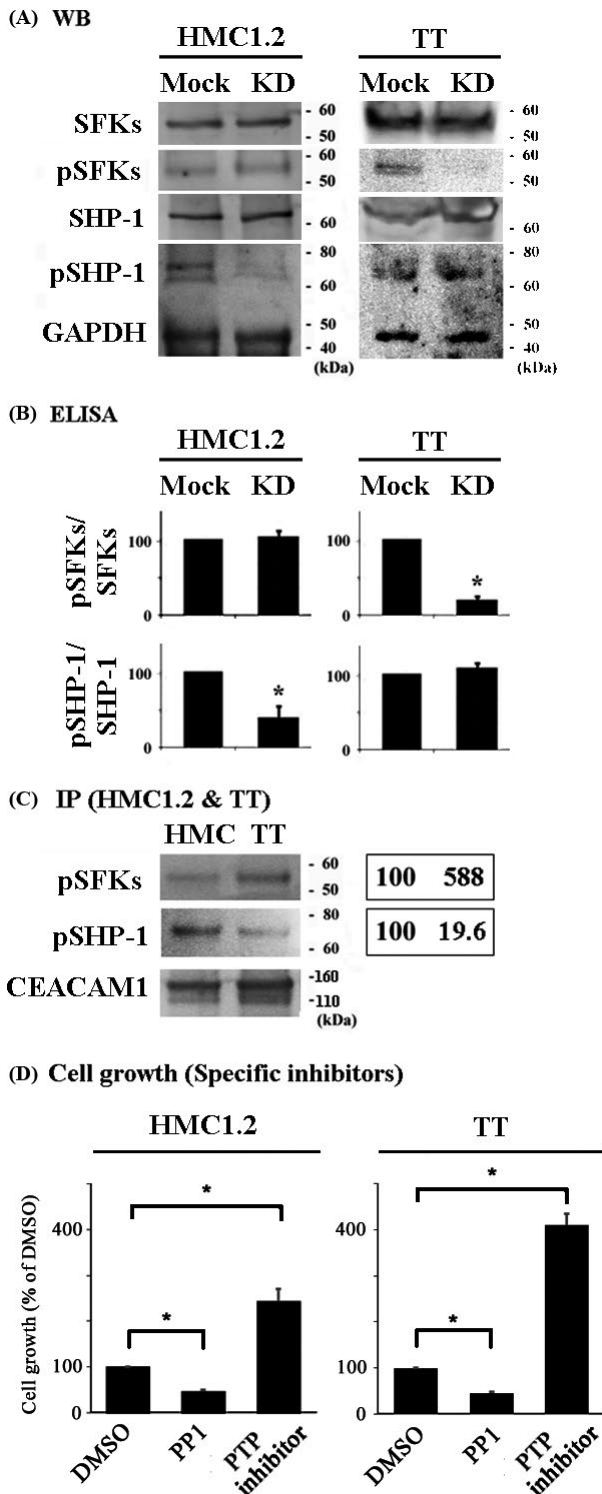 (A) WB
HMC1.2 TT
Mock KD Mock KD
SFKs - 60 - 60
- 50 - 50
pSFKs - 60 - 60
- 50 - 50
SHP-1 - 60 - 60
pSHP-1 - 80 - 80
- 60 - 60
GAPDH - 50 - 50
- 40 - 40
(kDa) (kDa)
(B) ELISA
HMC1.2 TT
Mock KD Mock KD
pSFKs/
SFKs
100 100
*
0 0
pSHP-1/
SHP-1
100 100
*
0 0
(C) IP (HMC1.2 & TT)
HMC TT
pSFKs - 60 100 588
- 50
pSHP-1 - 80 100 19.6
- 60
CEACAM1 -160
-110
(kDa)
(D) Cell growth (Specific inhibitors)
HMC1.2 TT
Cell growth (% of DMSO)
* *
400 400
* *
100 100
0 0
DMSO PP1 PTP inhibitor DMSO PP1 PTP inhibitor